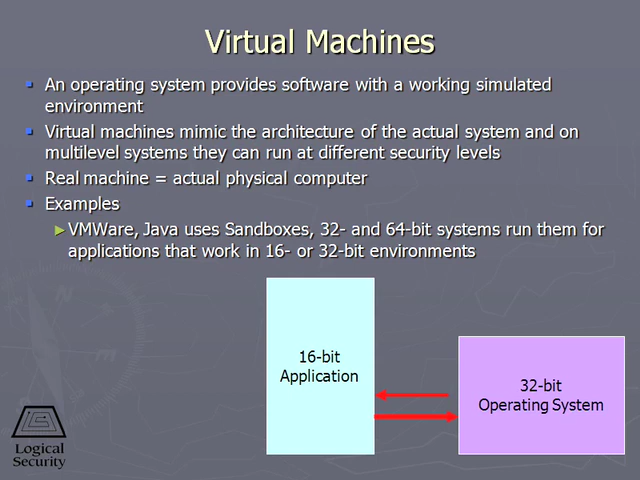 Virtual Machines
An operating system provides software with a working simulated
environment
Virtual machines mimic the architecture of the actual system and on
multilevel systems they can run at different security levels
Real machine = actual physical computer
Examples
VMWare, Java uses Sandboxes, 32- and 64-bit systems run them for
applications that work in 16- or 32-bit environments
16-bit
Application
32-bit
Operating System
Logical
Security